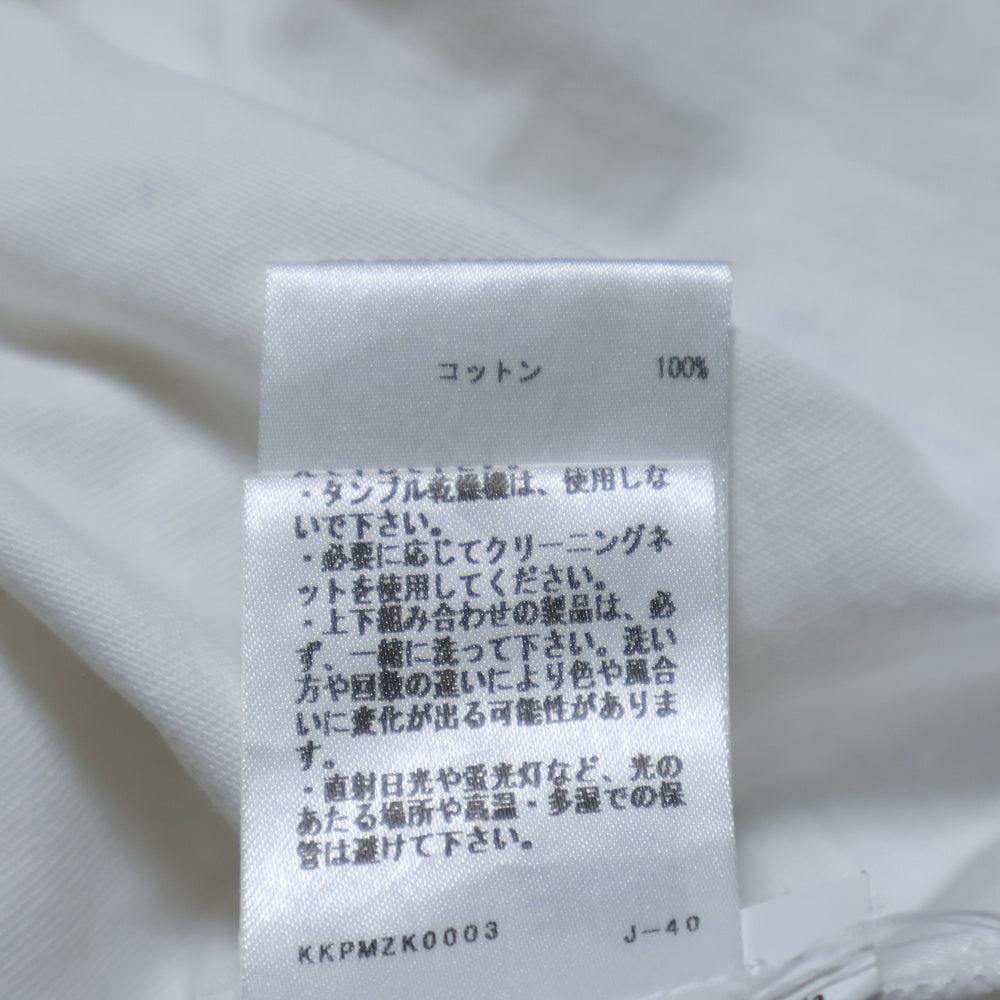 コットン 100%
・タンブル乾燥機は、使用しな
いで下さい。
・必要に応じてクリーニングネ
ットを使用してください。
・上下組み合わせの製品は、必
ず、一緒に洗って下さい。洗い
方や回数の違いにより色や風合
いに変化が出る可能性がありま
す。
・直射日光や蛍光灯など、光の
あたる場所や高温・多湿での保
管は避けて下さい。
KKPMZK0003 J-40